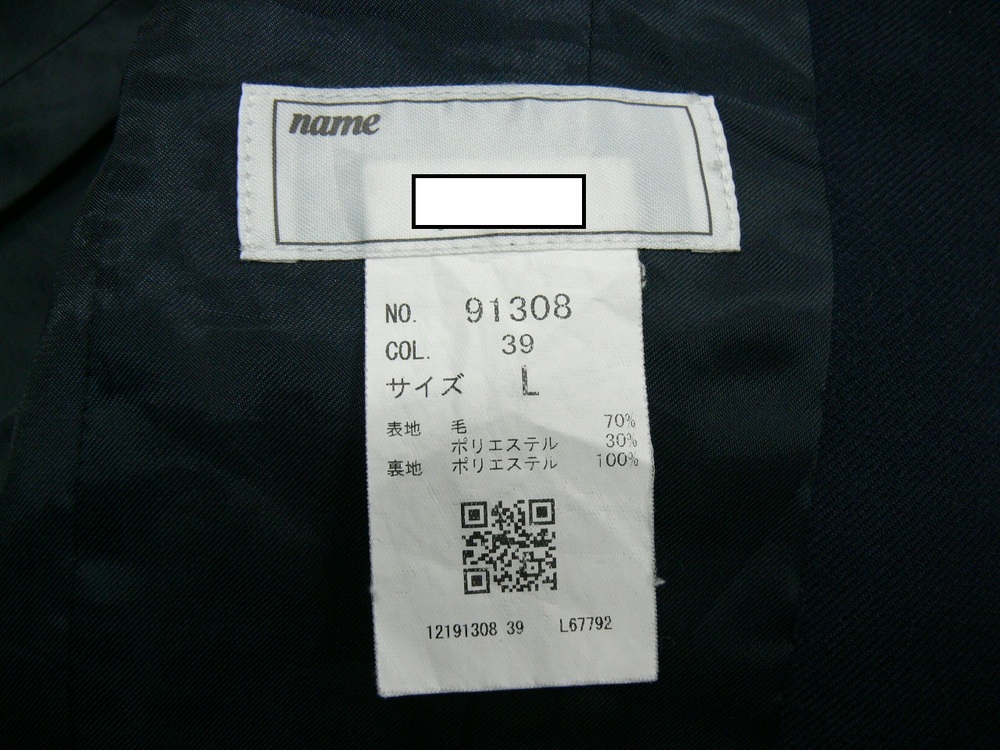 name
NO. 91308
COL. 39
サイズ L
表地 毛 70%
ポリエステル 30%
裏地 ポリエステル 100%
12191308 39 L67792